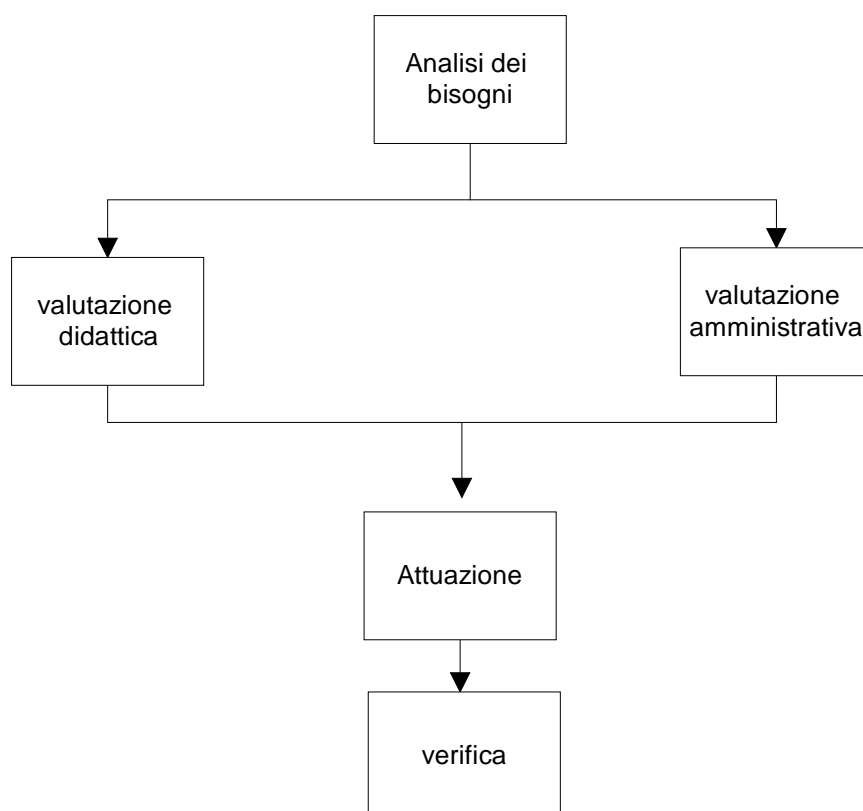 Analisi dei
bisogni
valutazione
didattica
valutazione
amministrativa
Attuazione
verifica